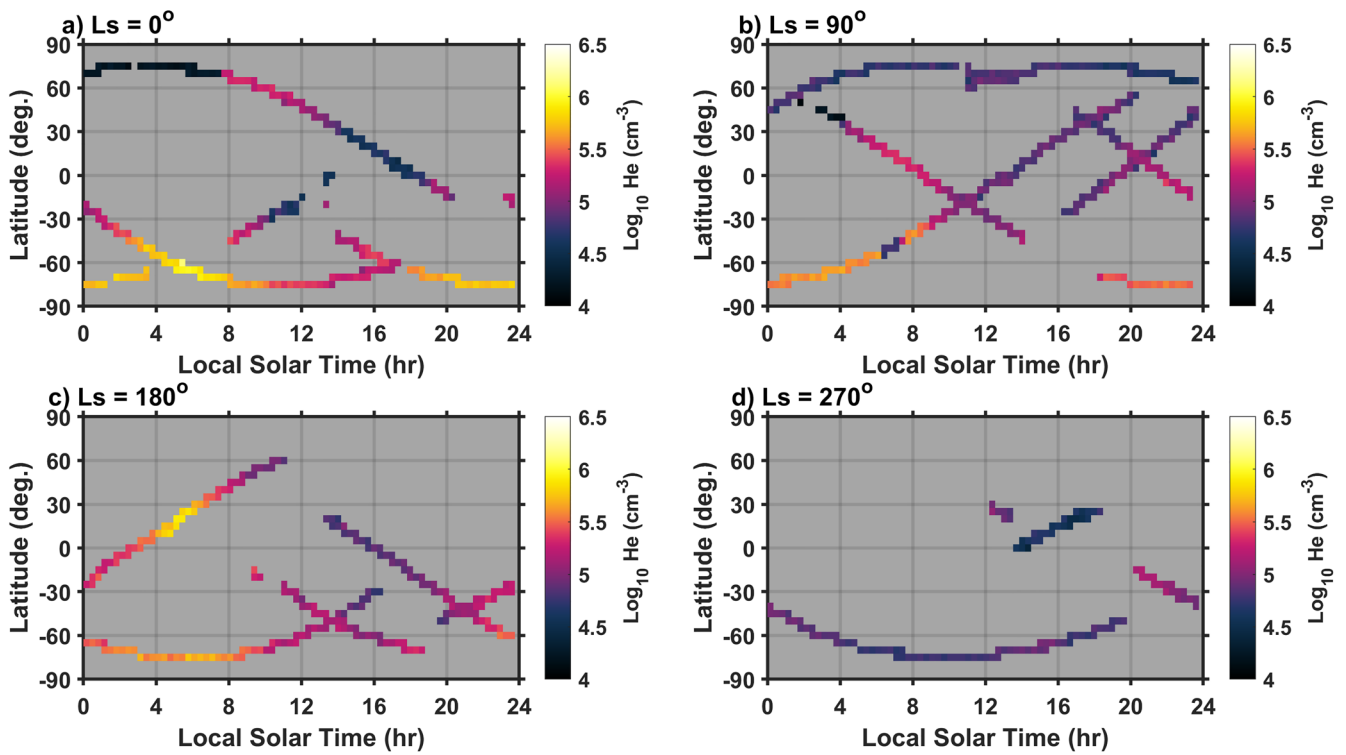 a) Ls = 0°
90
60
30
0
-30
-60
-90
Latitude (deg.)
0 4 8 12 16 20 24
Local Solar Time (hr)
6.5
6
5.5
5
4.5
4
Log10 He (cm-3)
b) Ls = 90°
90
60
30
0
-30
-60
-90
Latitude (deg.)
0 4 8 12 16 20 24
Local Solar Time (hr)
6.5
6
5.5
5
4.5
4
Log10 He (cm-3)
c) Ls = 180°
90
60
30
0
-30
-60
-90
Latitude (deg.)
0 4 8 12 16 20 24
Local Solar Time (hr)
6.5
6
5.5
5
4.5
4
Log10 He (cm-3)
d) Ls = 270°
90
60
30
0
-30
-60
-90
Latitude (deg.)
0 4 8 12 16 20 24
Local Solar Time (hr)
6.5
6
5.5
5
4.5
4
Log10 He (cm-3)